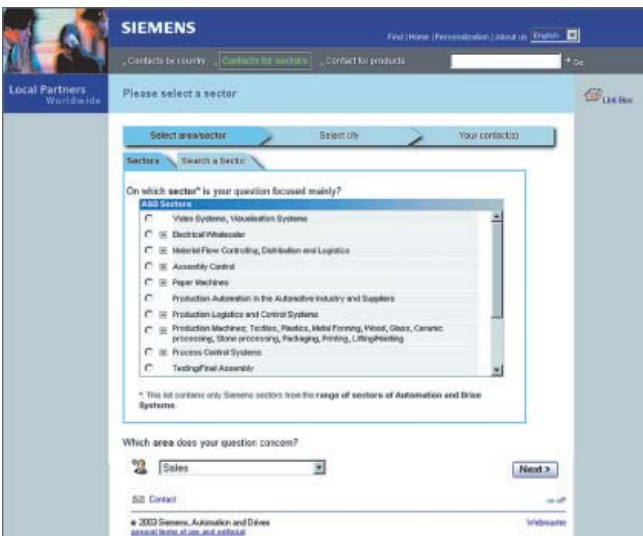 SIEMENS
Find | Home | Personalization | About us English
Contacts by country Contacts for sectors Contact for products Go
Local Partners
Worldwide
Please select a sector
Link Box
Select area/sector Select city Your contact(s)
Sectors Search a Sector
On which sector* is your question focused mainly?
A&D Sectors
Video Systems, Visualisation Systems
Electrical Wholesaler
Material Flow Controlling, Distribution and Logistics
Assembly Control
Paper Machines
Production Automation in the Automotive Industry and Suppliers
Production Logistics and Control Systems
Production Machines; Textiles, Plastics, Metal Forming, Wood, Glass, Ceramic
processing, Stone processing, Packaging, Printing, Lifting/Hoisting
Process Control Systems
Testing/Final Assembly
*: This list contains only Siemens sectors from the range of sectors of Automation and Drive
Systems.
Which area does your question concern?
Sales
Next >
Contact
© 2003 Siemens, Automation and Drives Webmaster
general terms of use and editorial